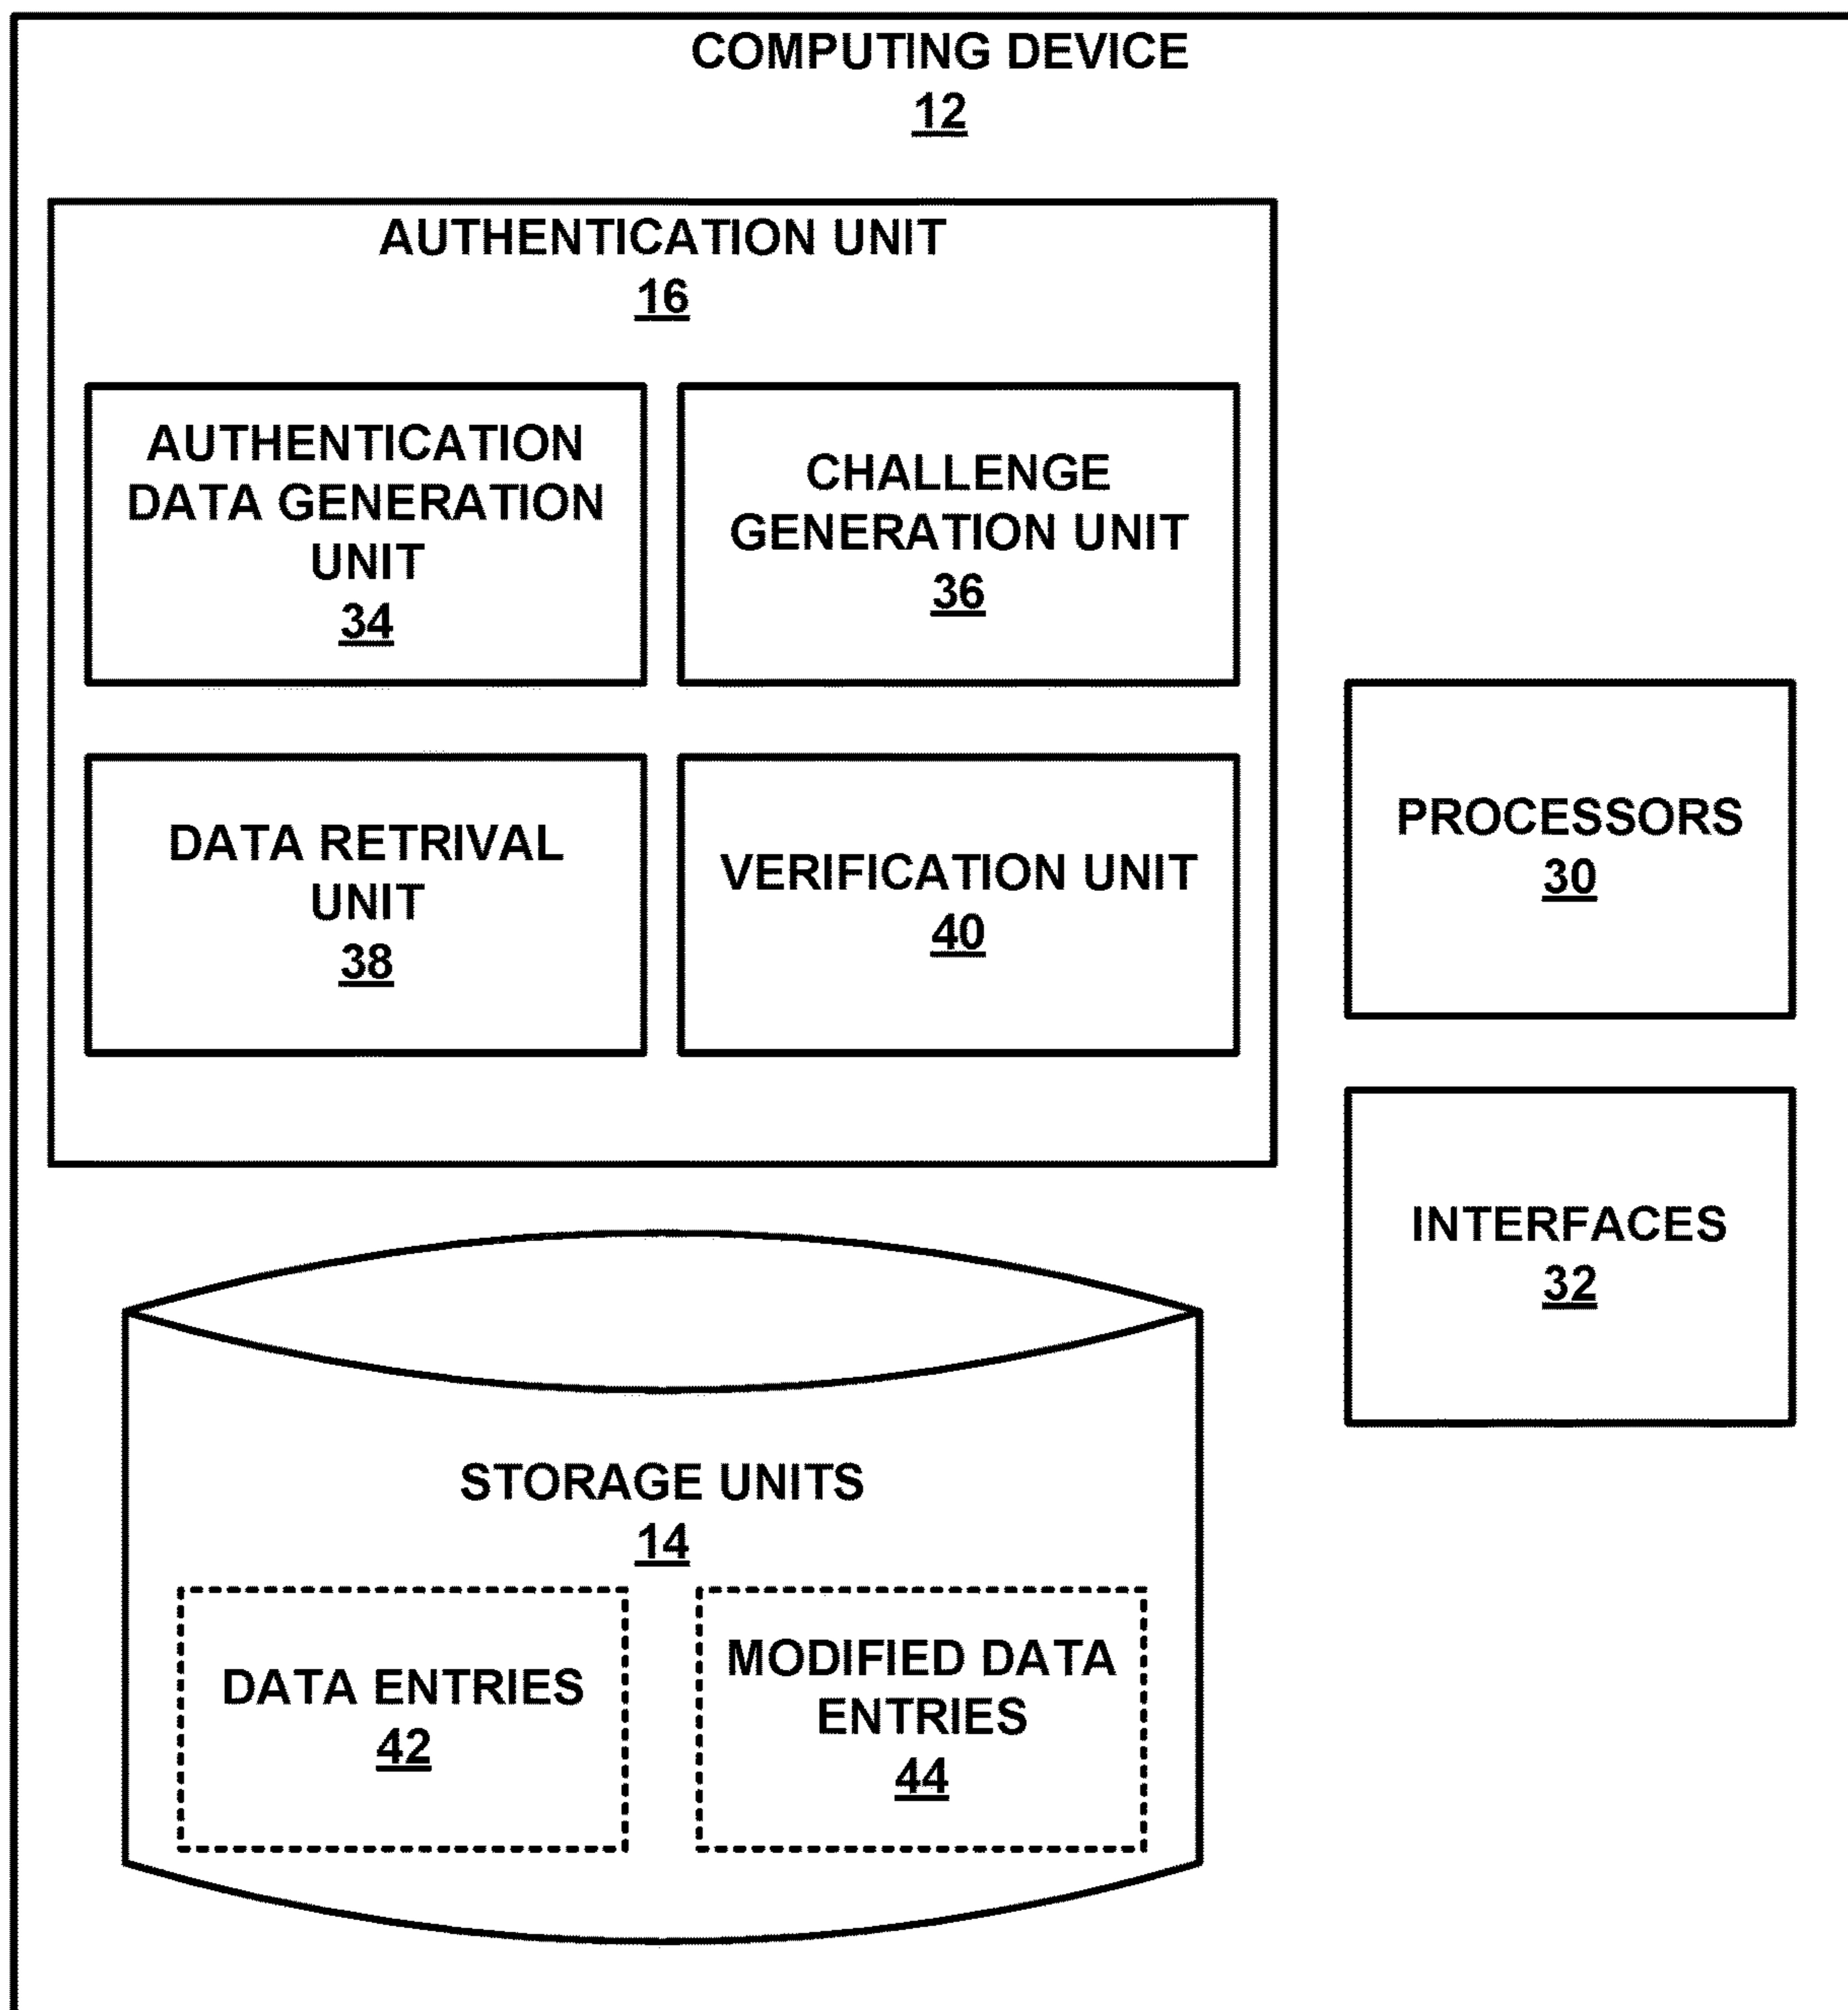 COMPUTING DEVICE
12
AUTHENTICATION UNIT
16
AUTHENTICATION
DATA GENERATION
UNIT
34
CHALLENGE
GENERATION UNIT
36
DATA RETRIVAL
UNIT
38
VERIFICATION UNIT
40
PROCESSORS
30
INTERFACES
32
STORAGE UNITS
14
DATA ENTRIES
42
MODIFIED DATA
ENTRIES
44